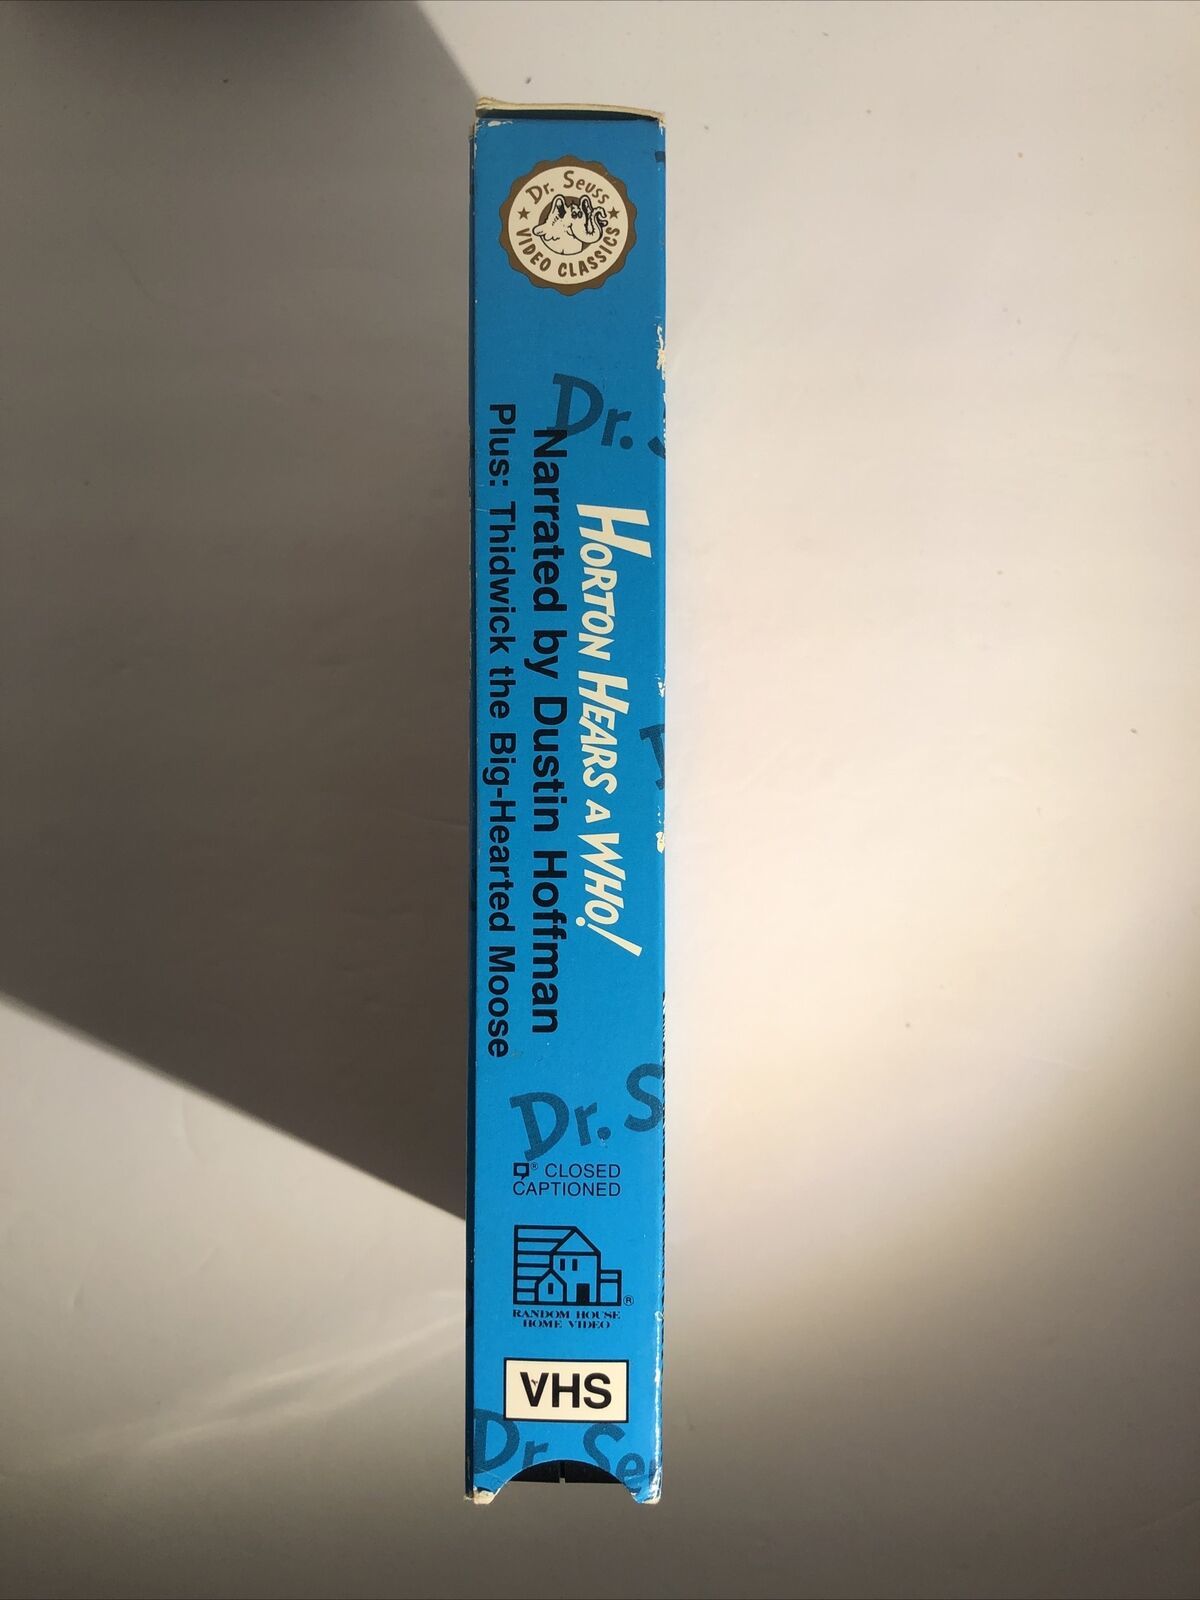 Dr. Seuss
VIDEO CLASSICS
Dr. S
HORTON HEARS A WHO!
Narrated by Dustin Hoffman
Plus: Thidwick the Big-Hearted Moose
Dr. S
® CLOSED
CAPTIONED
®
RANDOM HOUSE
HOME VIDEO
VHS
Dr. Se